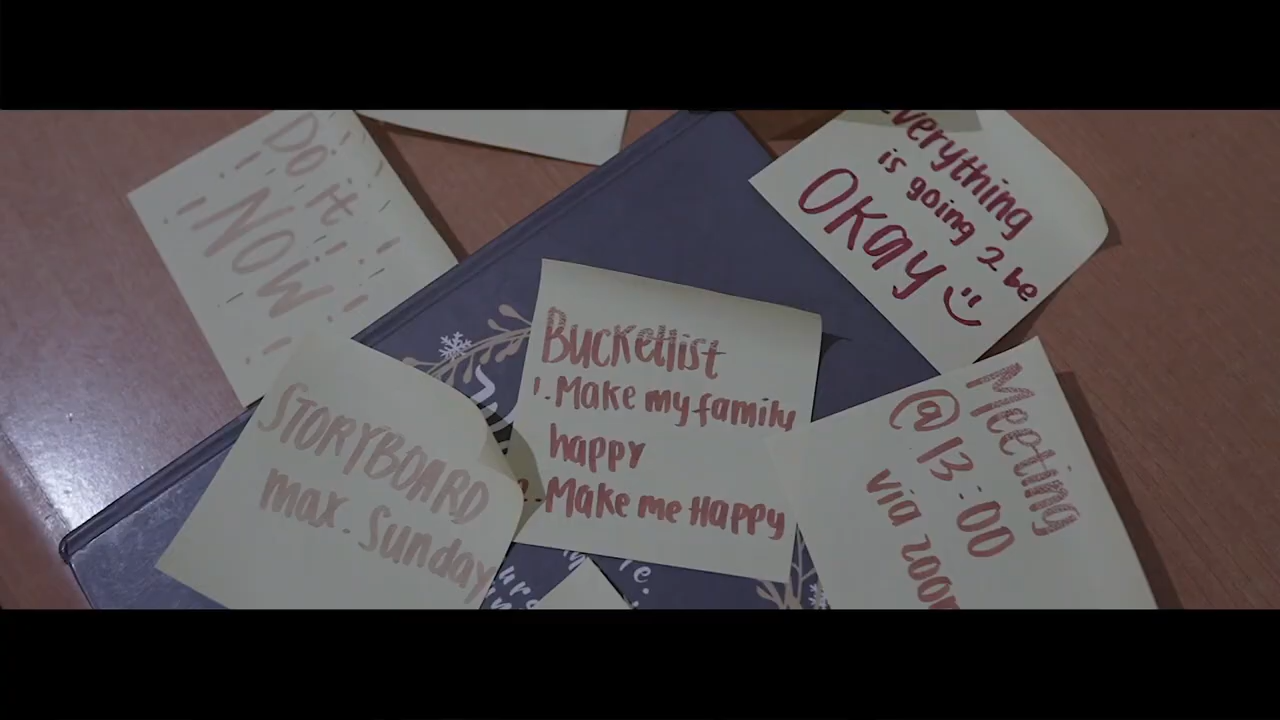 Do it
NOW!
Everything
is going 2 be
OKAY
Bucketlist
1. Make my family
happy
2. Make me Happy
STORYBOARD
max. Sunday
Meeting
@ 13:00
via zoom